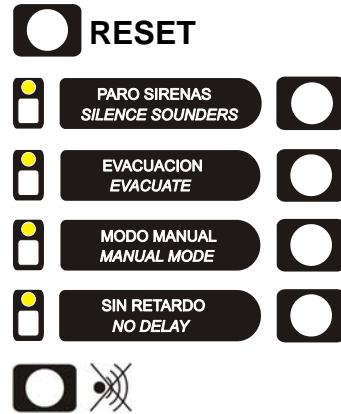 RESET
PARO SIRENAS
SILENCE SOUNDERS
EVACUACION
EVACUATE
MODO MANUAL
MANUAL MODE
SIN RETARDO
NO DELAY